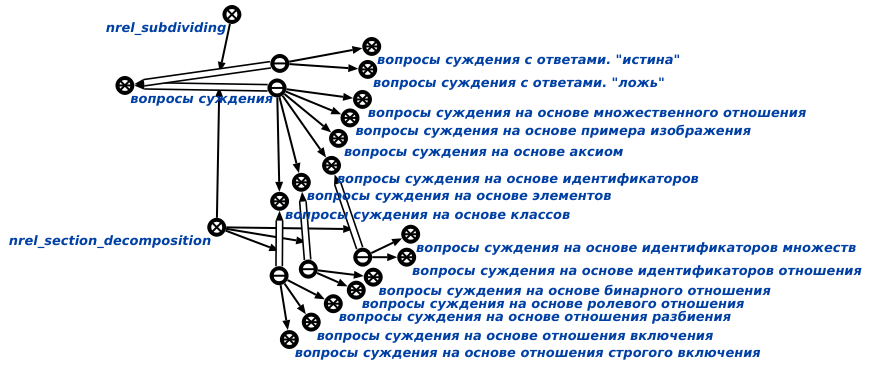 nrel_subdividing
вопросы суждения с ответами. "истина"
вопросы суждения с ответами. "ложь"
вопросы суждения
вопросы суждения на основе множественного отношения
вопросы суждения на основе примера изображения
вопросы суждения на основе аксиом
вопросы суждения на основе идентификаторов
вопросы суждения на основе элементов
вопросы суждения на основе классов
nrel_section_decomposition
вопросы суждения на основе идентификаторов множеств
вопросы суждения на основе идентификаторов отношения
вопросы суждения на основе бинарного отношения
вопросы суждения на основе ролевого отношения
вопросы суждения на основе отношения разбиения
вопросы суждения на основе отношения включения
вопросы суждения на основе отношения строгого включения